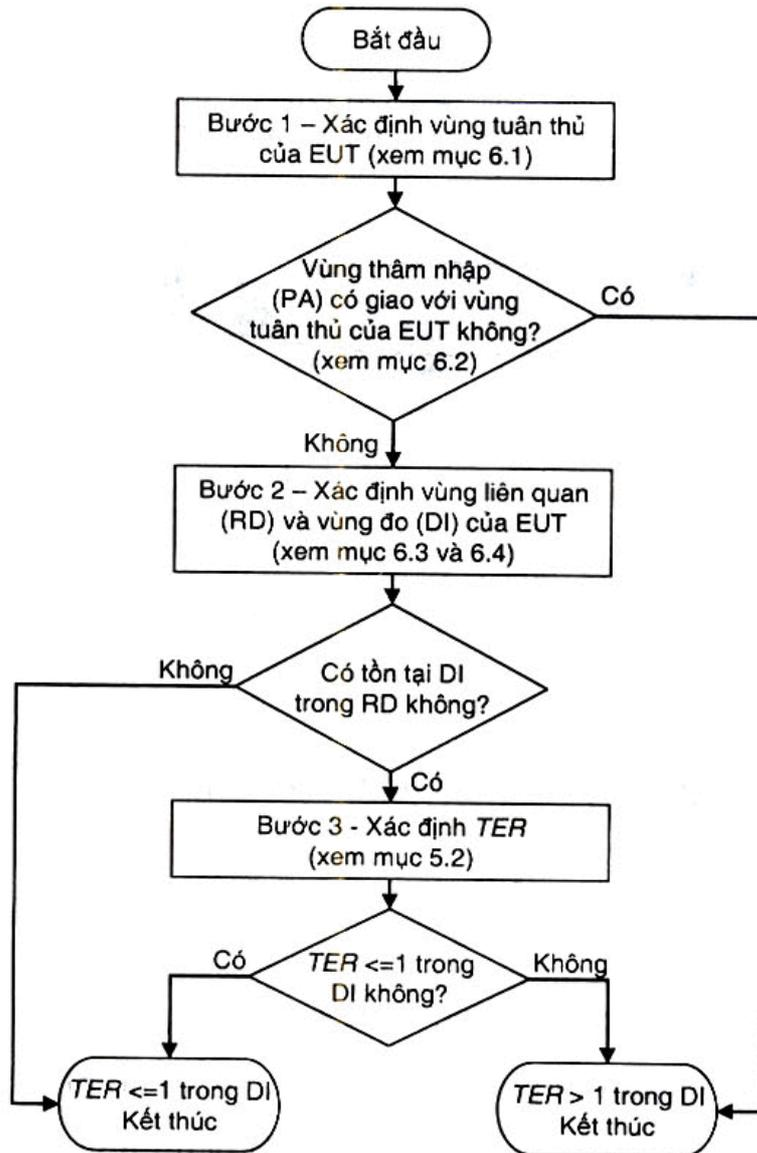 Bắt đầu
Bước 1 – Xác định vùng tuân thủ
của EUT (xem mục 6.1)
Vùng thâm nhập
(PA) có giao với vùng
tuân thủ của EUT không?
(xem mục 6.2)
Có
Không
Bước 2 – Xác định vùng liên quan
(RD) và vùng đo (DI) của EUT
(xem mục 6.3 và 6.4)
Không
Có tồn tại DI
trong RD không?
Có
Bước 3 - Xác định TER
(xem mục 5.2)
Có
TER <=1 trong
DI không?
Không
TER <=1 trong DI
Kết thúc
TER > 1 trong DI
Kết thúc